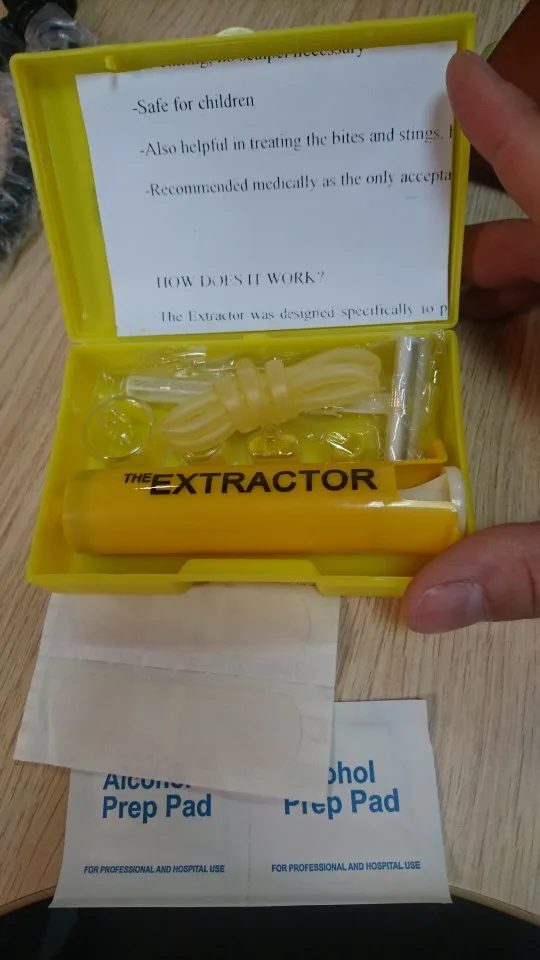 scalpel necessary
-Safe for children
-Also helpful in treating the bites and stings.
-Recommended medically as the only
HOW DOES IT WORK?
The Extractor was designed specifically to
THE EXTRACTOR
Prep Pad
Prep Pad
FOR PROFESSIONAL AND HOSPITAL USE
FOR PROFESSIONAL AND HOSPITAL USE